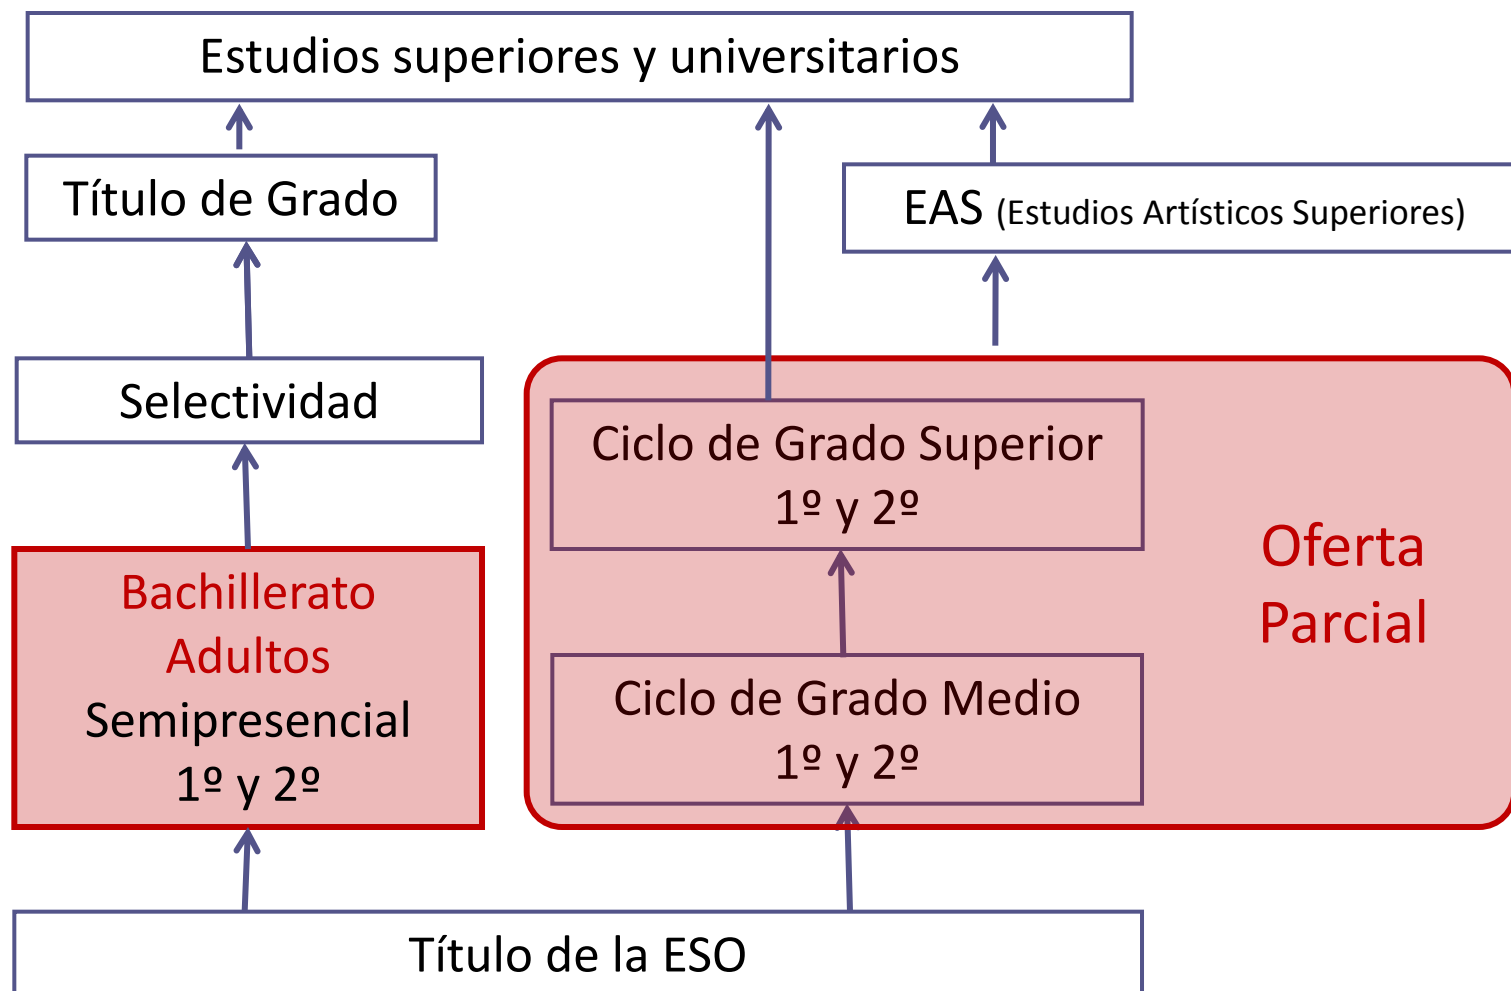 Estudios superiores y universitarios
Título de Grado
EAS (Estudios Artísticos Superiores)
Selectividad
Ciclo de Grado Superior
1º y 2º
Oferta
Parcial
Bachillerato
Adultos
Semipresencial
1º y 2º
Ciclo de Grado Medio
1º y 2º
Título de la ESO